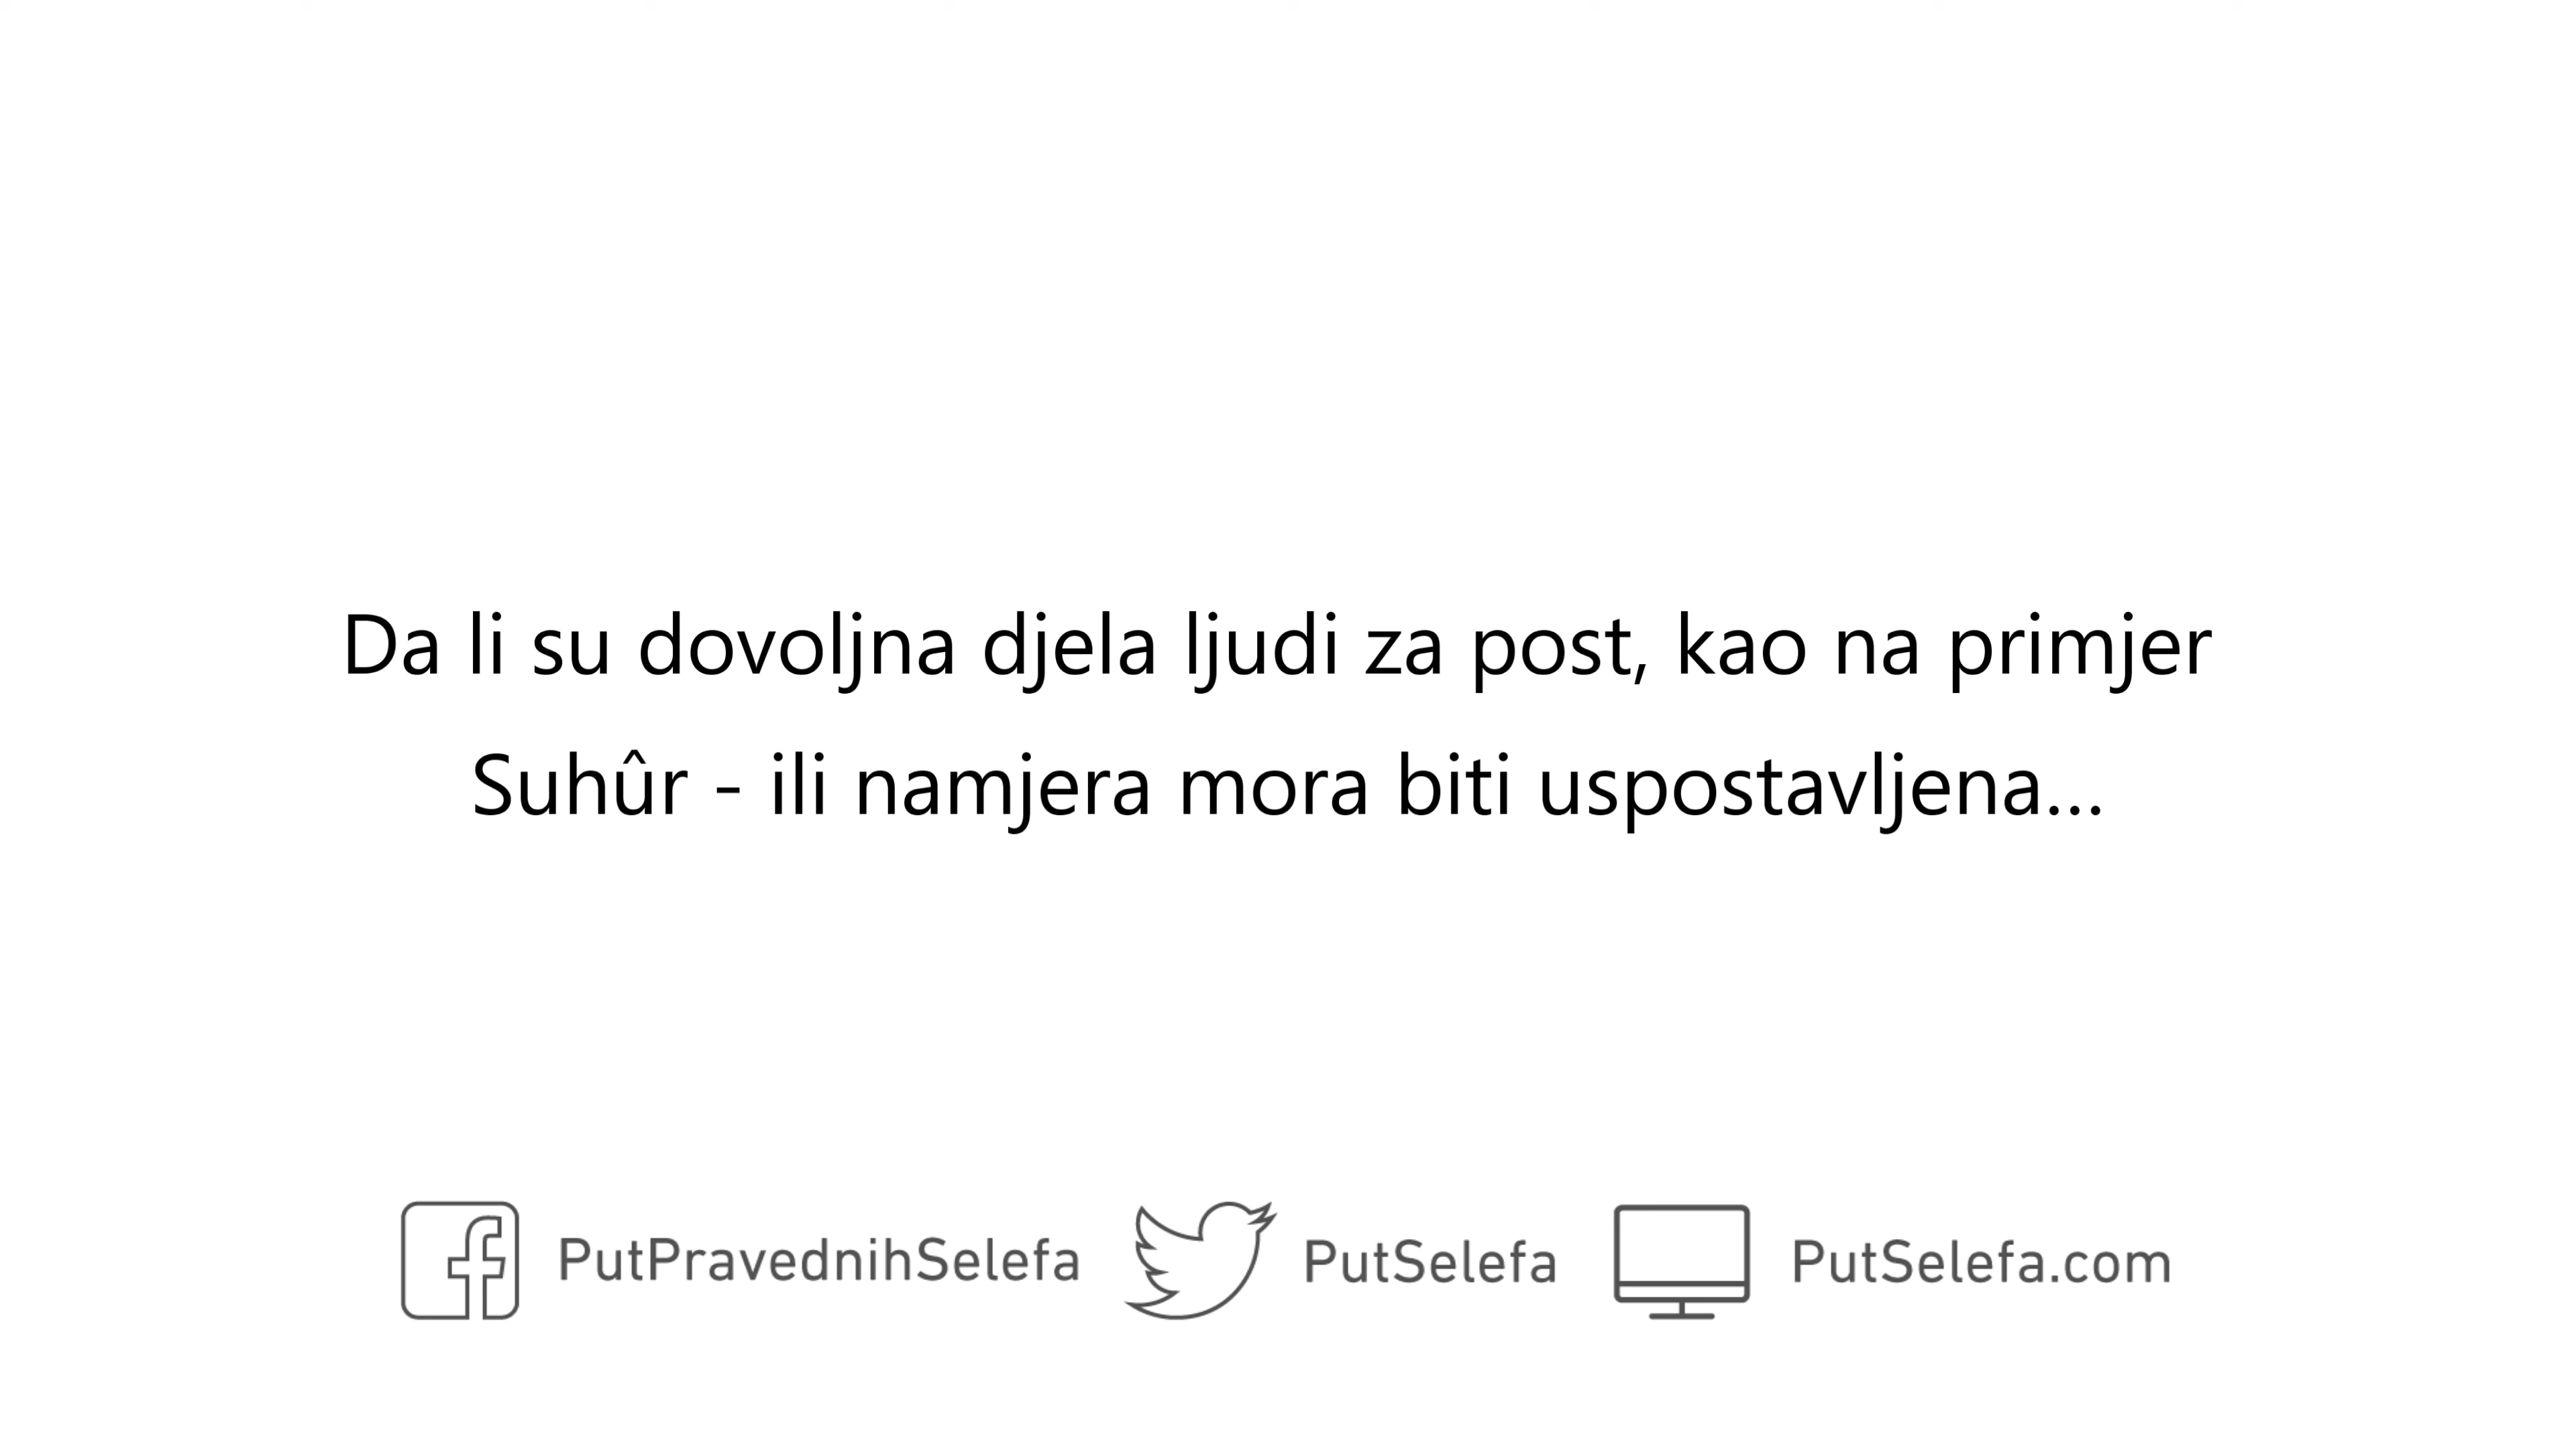 Da li su dovoljna djela ljudi za post, kao na primjer
Suhûr - ili namjera mora biti uspostavljena...
PutPravednihSelefa PutSelefa PutSelefa.com